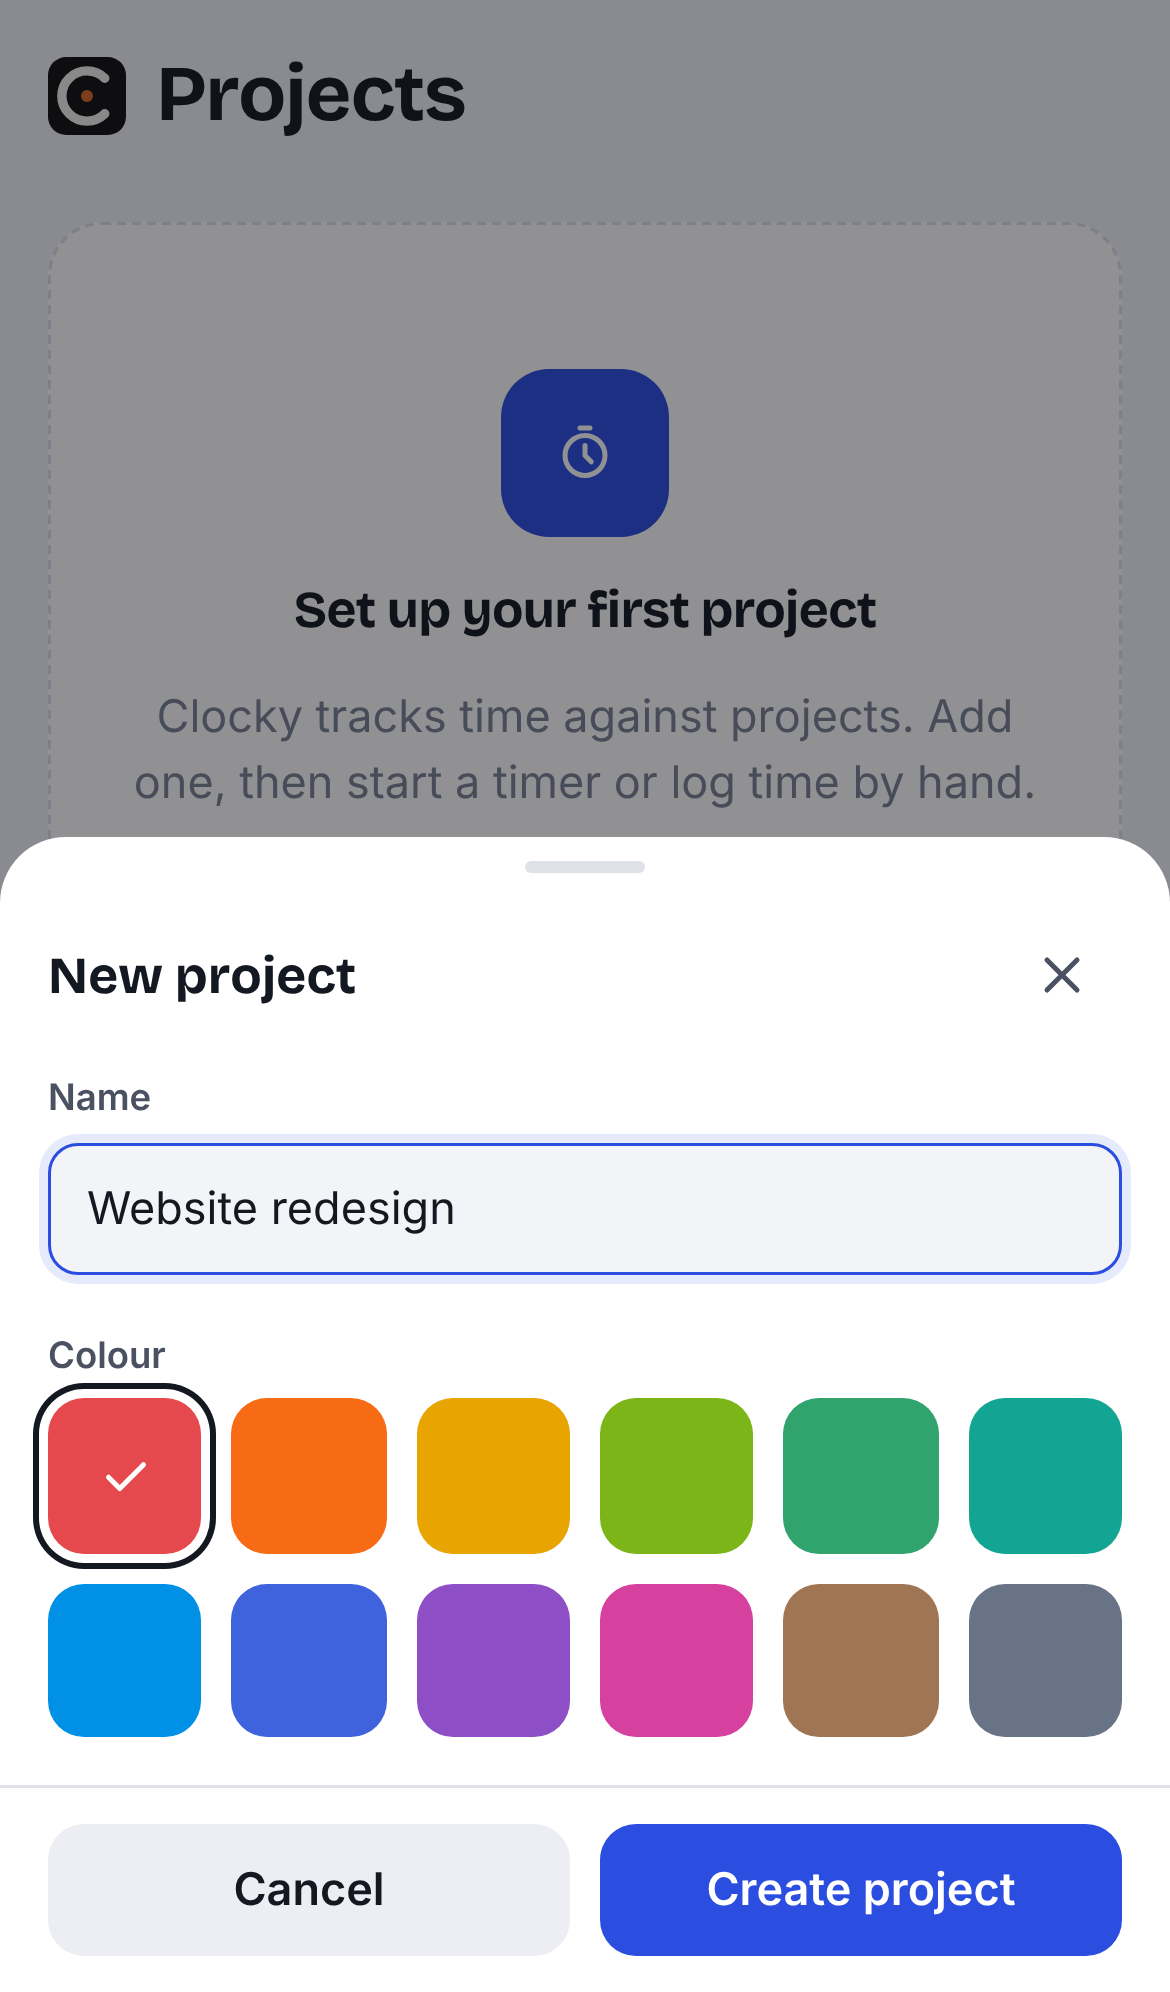 Projects
Set up your first project
Clocky tracks time against projects. Add
one, then start a timer or log time by hand.
New project
Name
Website redesign
Colour
Cancel
Create project